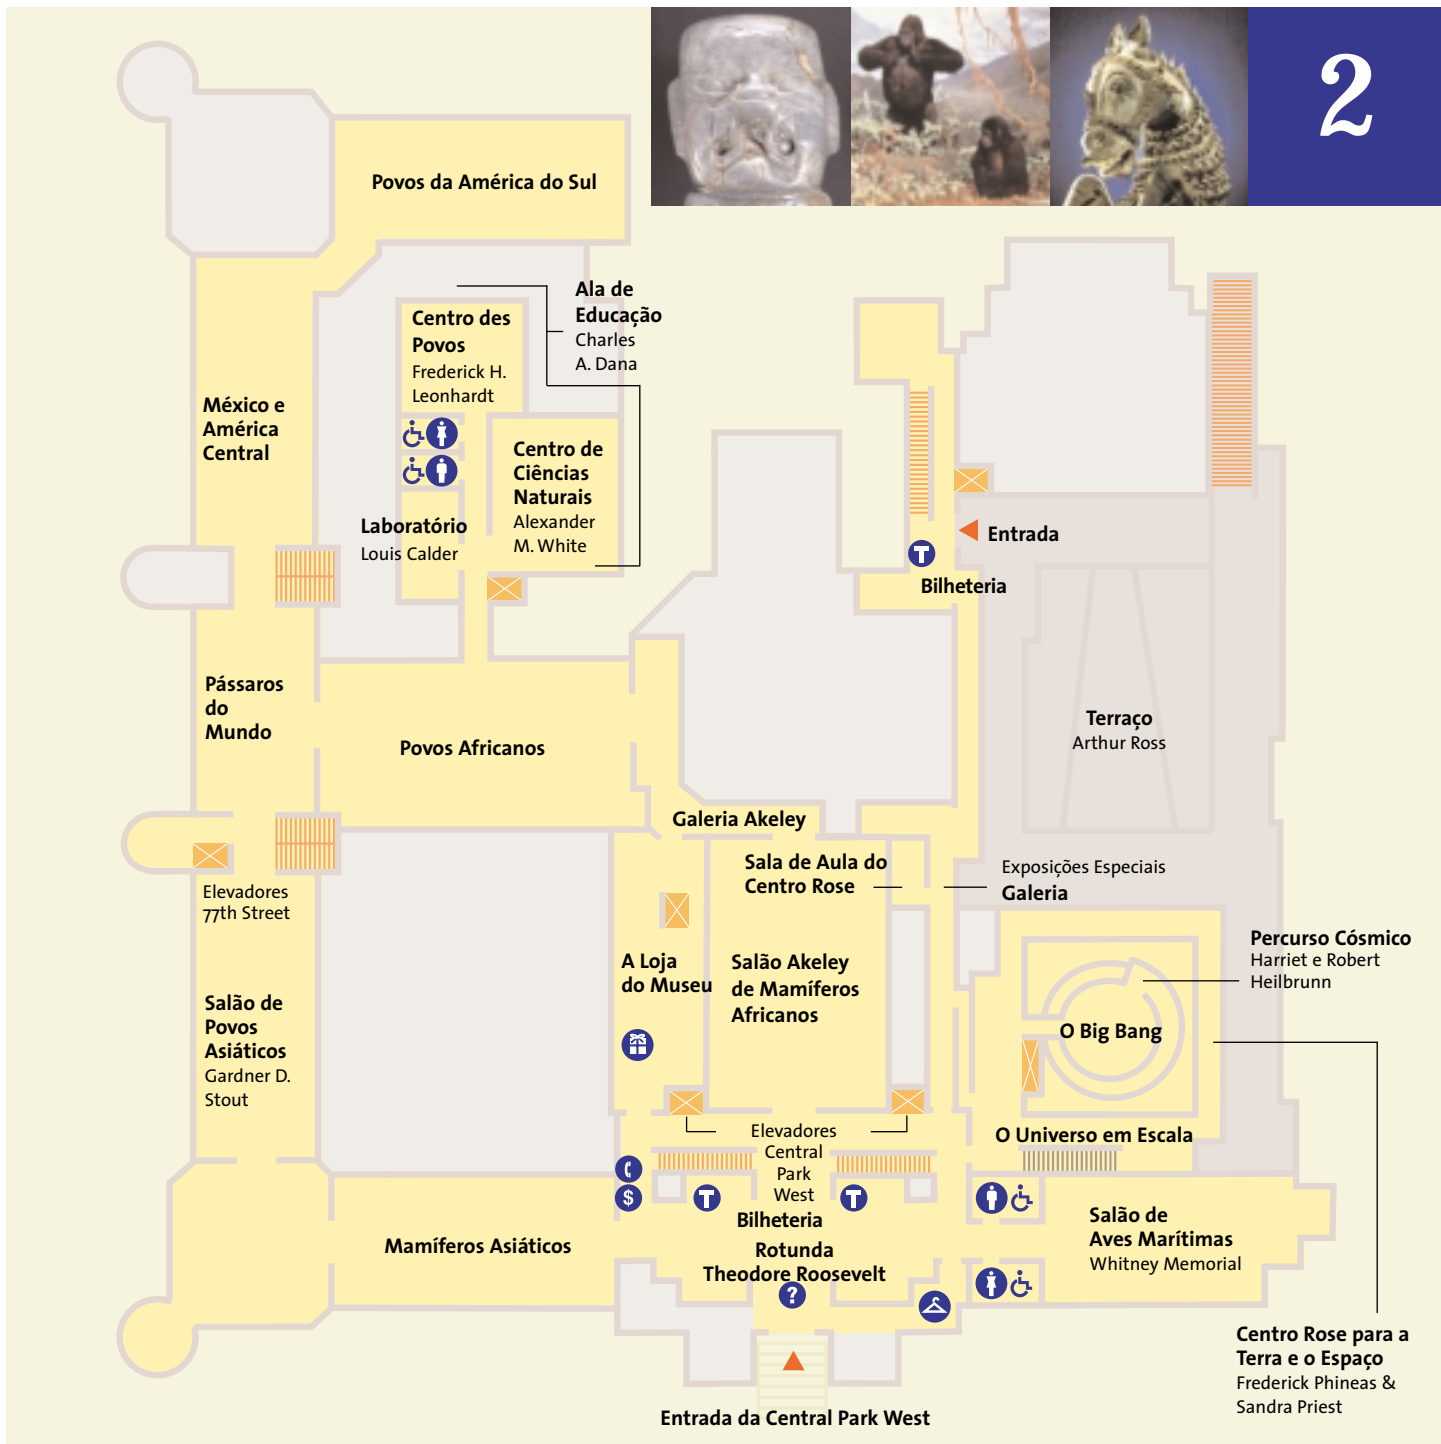 2
Povos da América do Sul
Ala de
Educação
Charles
A. Dana
Centro des
Povos
Frederick H.
Leonhardt
México e
América
Central
Centro de
Ciências
Naturais
Alexander
M. White
Laboratório
Louis Calder
Entrada
T
Bilheteria
Pássaros
do
Mundo
Povos Africanos
Terraço
Arthur Ross
Galeria Akeley
Sala de Aula do
Centro Rose
Exposições Especiais
Galeria
Elevadores
77th Street
Percurso Cósmico
Harriet e Robert
Heilbrunn
A Loja
do Museu
Salão Akeley
de Mamíferos
Africanos
Salão de
Povos
Asiáticos
Gardner D.
Stout
O Big Bang
Elevadores
Central
Park
West
O Universo em Escala
$
T
T
Bilheteria
Rotunda
Theodore Roosevelt
?
Mamíferos Asiáticos
Salão de
Aves Marítimas
Whitney Memorial
Centro Rose para a
Terra e o Espaço
Frederick Phineas &
Sandra Priest
Entrada da Central Park West